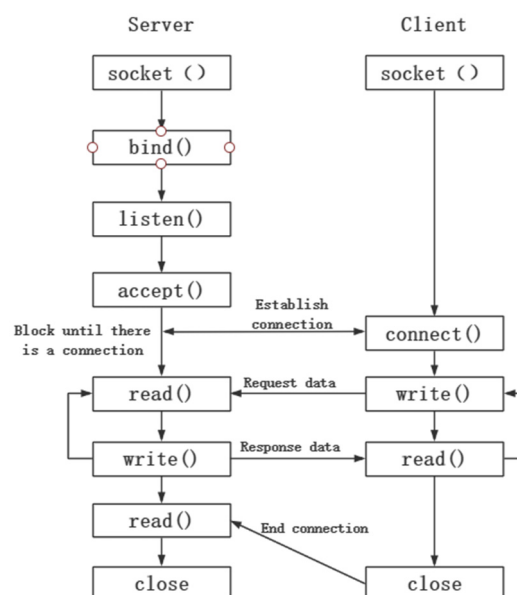 Server
Client
socket ()
socket ()
bind()
listen()
accept()
Establish
connection
Block until there
is a connection
connect()
read()
Request data
write()
write()
Response data
read()
read()
End connection
close
close